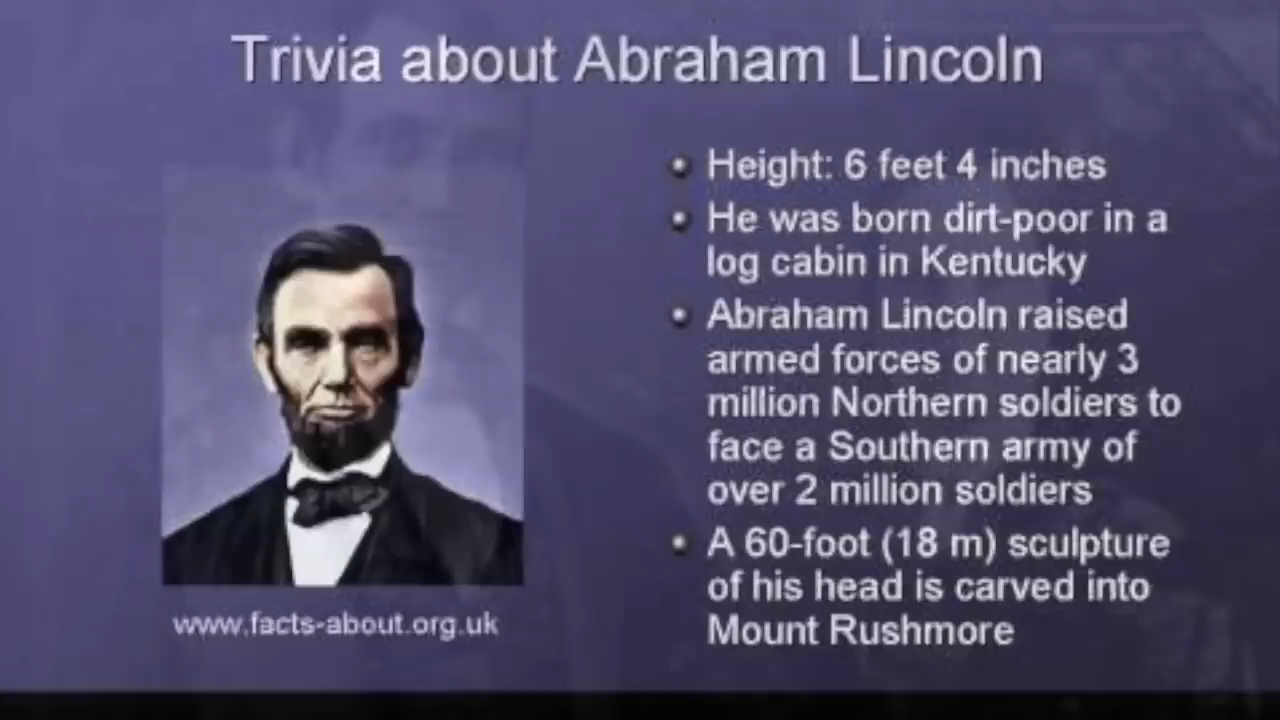 Trivia about Abraham Lincoln
• Height: 6 feet 4 inches
• He was born dirt-poor in a
log cabin in Kentucky
• Abraham Lincoln raised
armed forces of nearly 3
million Northern soldiers to
face a Southern army of
over 2 million soldiers
• A 60-foot (18 m) sculpture
of his head is carved into
Mount Rushmore
www.facts-about.org.uk